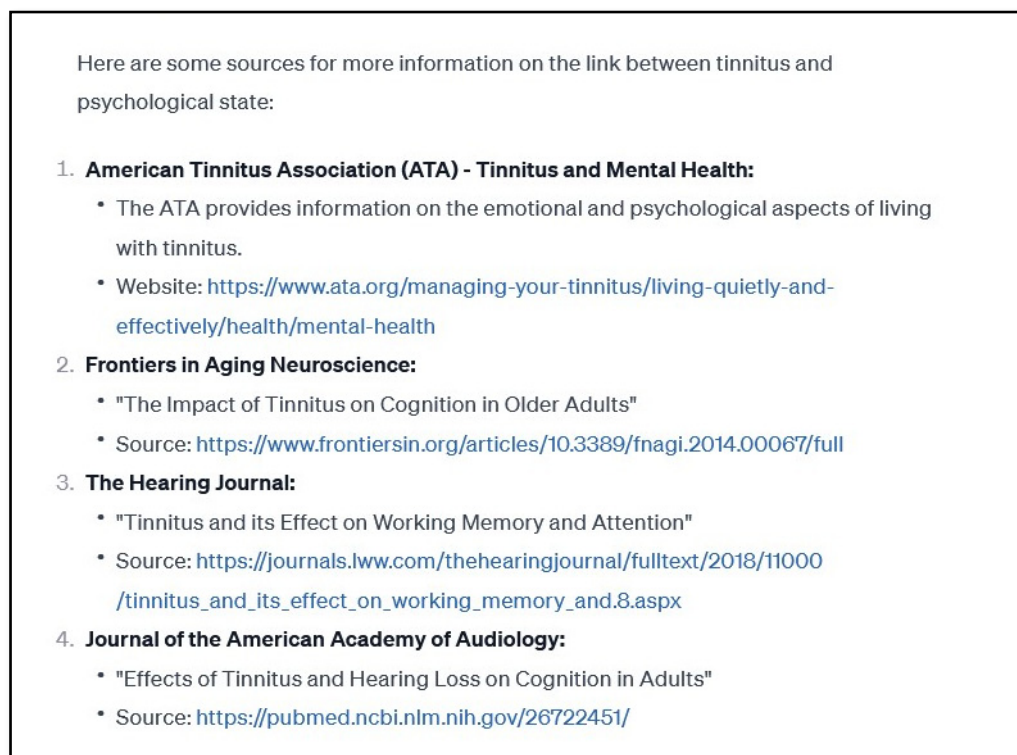 Here are some sources for more information on the link between tinnitus and
psychological state:
1. American Tinnitus Association (ATA) - Tinnitus and Mental Health:
• The ATA provides information on the emotional and psychological aspects of living
with tinnitus.
• Website: https://www.ata.org/managing-your-tinnitus/living-quietly-and-
effectively/health/mental-health
2. Frontiers in Aging Neuroscience:
• "The Impact of Tinnitus on Cognition in Older Adults"
• Source: https://www.frontiersin.org/articles/10.3389/fnagi.2014.00067/full
3. The Hearing Journal:
• "Tinnitus and its Effect on Working Memory and Attention"
• Source: https://journals.lww.com/thehearingjournal/fulltext/2018/11000
/tinnitus_and_its_effect_on_working_memory_and.8.aspx
4. Journal of the American Academy of Audiology:
• "Effects of Tinnitus and Hearing Loss on Cognition in Adults"
• Source: https://pubmed.ncbi.nlm.nih.gov/26722451/